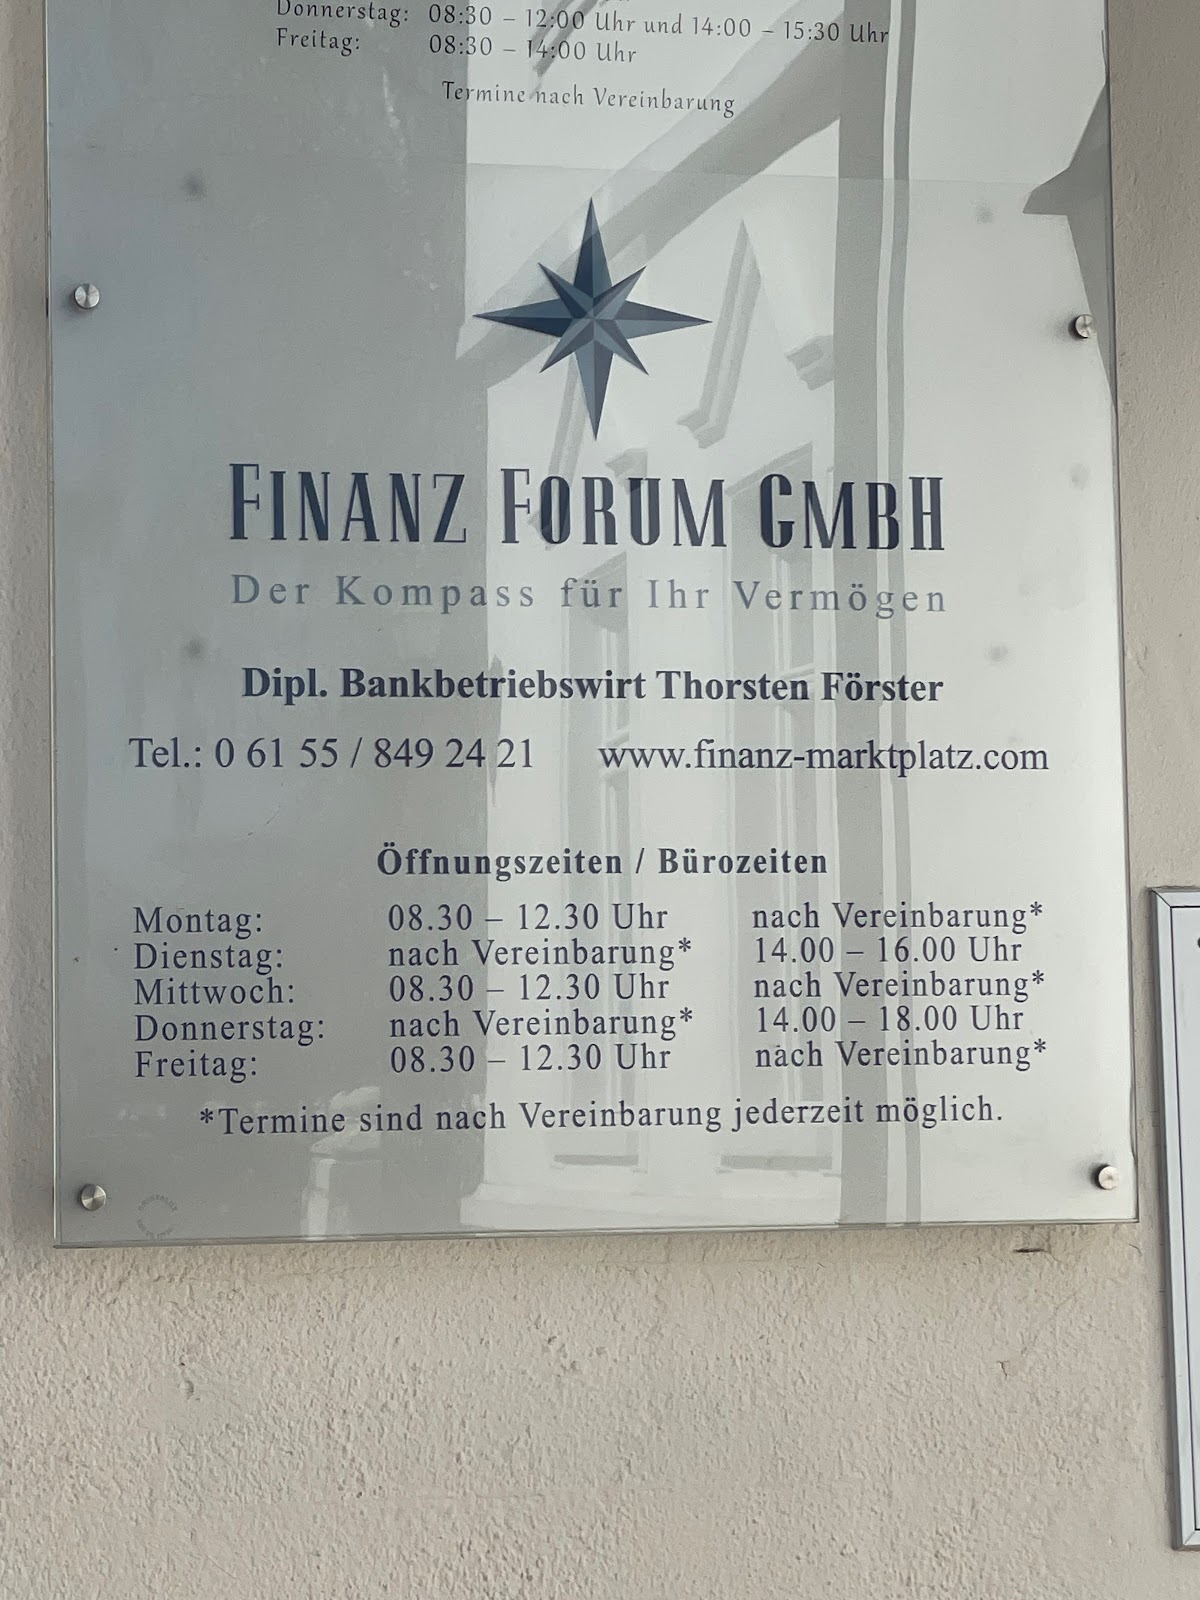 Donnerstag: 08:30 – 12:00 Uhr und 14:00 – 15:30 Uhr
Freitag: 08:30 – 14:00 Uhr
Termine nach Vereinbarung
FINANZ FORUM GMBH
Der Kompass für Ihr Vermögen
Dipl. Bankbetriebswirt Thorsten Förster
Tel.: 0 61 55 / 849 24 21 www.finanz-marktplatz.com
Öffnungszeiten / Bürozeiten
Montag: 08.30 – 12.30 Uhr nach Vereinbarung*
Dienstag: nach Vereinbarung* 14.00 – 16.00 Uhr
Mittwoch: 08.30 – 12.30 Uhr nach Vereinbarung*
Donnerstag: nach Vereinbarung* 14.00 – 18.00 Uhr
Freitag: 08.30 – 12.30 Uhr nach Vereinbarung*
*Termine sind nach Vereinbarung jederzeit möglich.